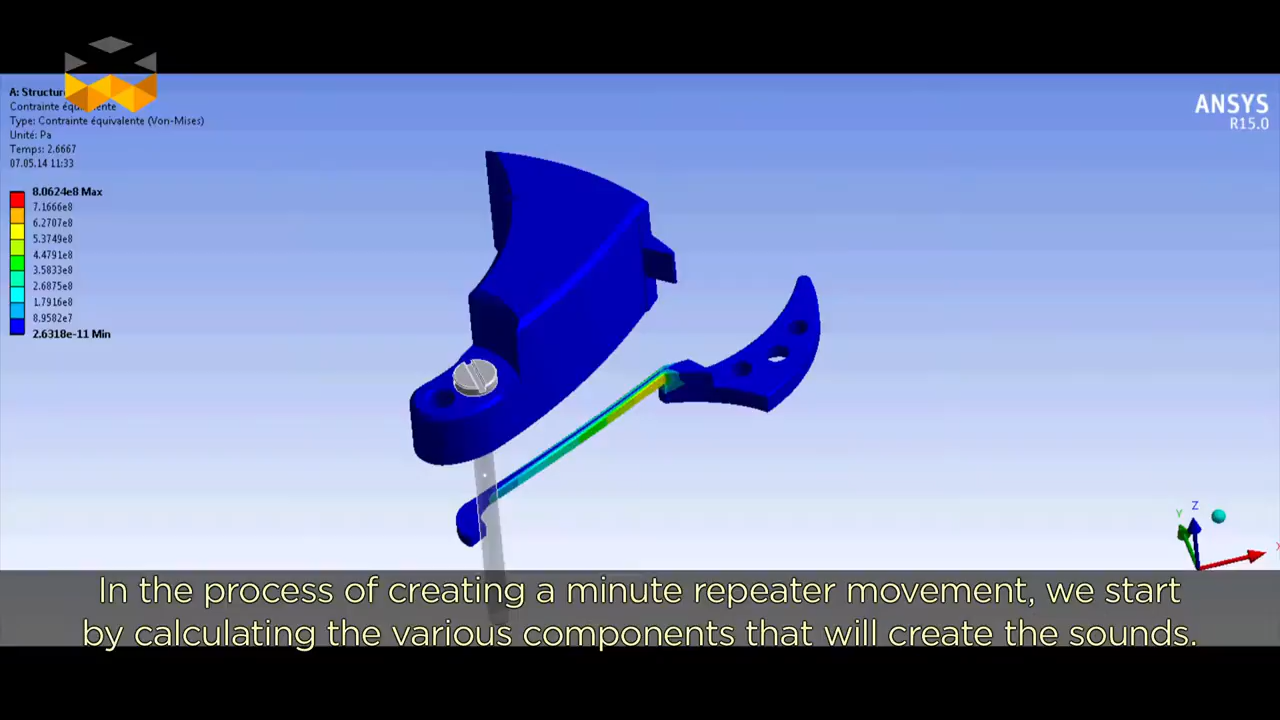 A: Structur
Contrainte équ nte
Type: Contrainte équivalente (Von-Mises)
Unité: Pa
Temps: 2.6667
07.05.14 11:33
8.0624e8 Max
7.1666e8
6.2707e8
5.3749e8
4.4791e8
3.5833e8
2.6875e8
1.7916e8
8.9582e7
2.6318e-11 Min
ANSYS
R15.0
Y
Z
X
In the process of creating a minute repeater movement, we start
by calculating the various components that will create the sounds.